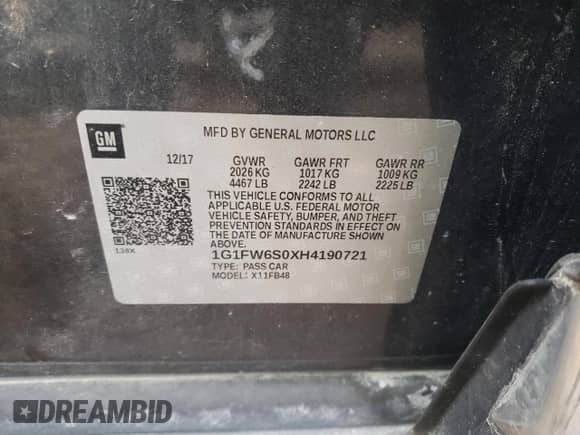 GM
MFD BY GENERAL MOTORS LLC
12/17 GVWR GAWR FRT GAWR RR
2026 KG 1017 KG 1009 KG
4467 LB 2242 LB 2225 LB
THIS VEHICLE CONFORMS TO ALL
APPLICABLE U.S. FEDERAL MOTOR
VEHICLE SAFETY, BUMPER, AND THEFT
PREVENTION STANDARDS IN EFFECT ON
THE DATE OF MANUFACTURE SHOWN
ABOVE.
138X
1G1FW6S0XH4190721
TYPE: PASS CAR
MODEL: X11FB48
DREAMBID